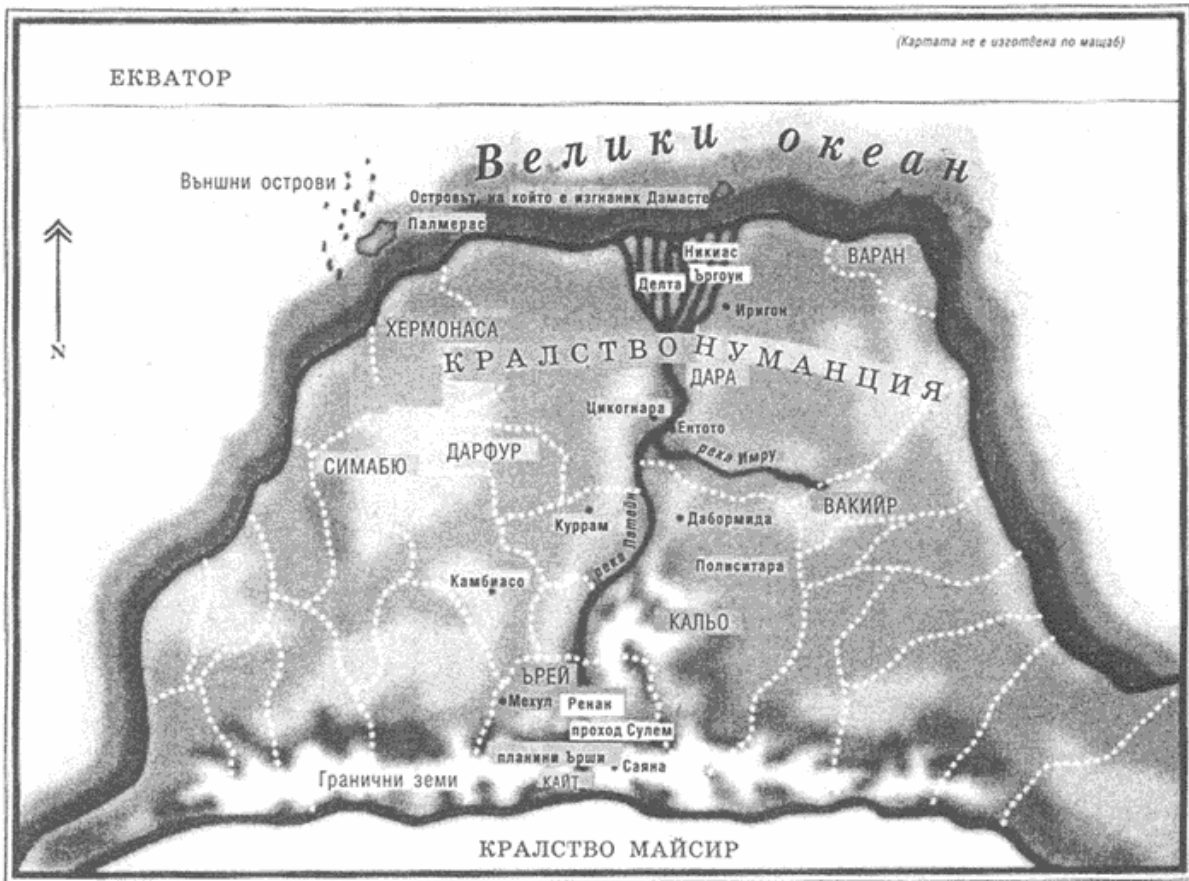 (Картата не е изготвена по мащаб)
ЕКВАТОР
Велики океан
Външни острови
Островът, на който е изгнаник Дамасте
Палмерас
Никиас
ВАРАН
Делта
Ъргоун
Иригон
ХЕРМОНАСА
КРАЛСТВО НУМАНЦИЯ
N
ДАРА
Цикогнара
Ентото
река Имру
ДАРФУР
СИМАБЮ
ВАКИЙР
Куррам
река Латейн
Дабормида
Полиситара
Камбиасо
КАЛЬО
ЪРЕЙ
Мехул
Ренан
проход Сулем
планини Ърши
Саяна
Гранични земи
КАЙТ
КРАЛСТВО МАЙСИР